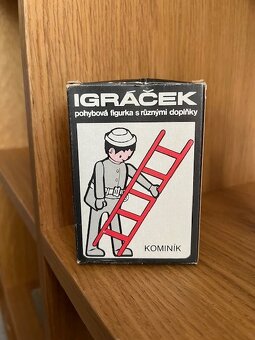 IGRÁČEK
pohybová figurka s různými doplňky
KOMINÍK